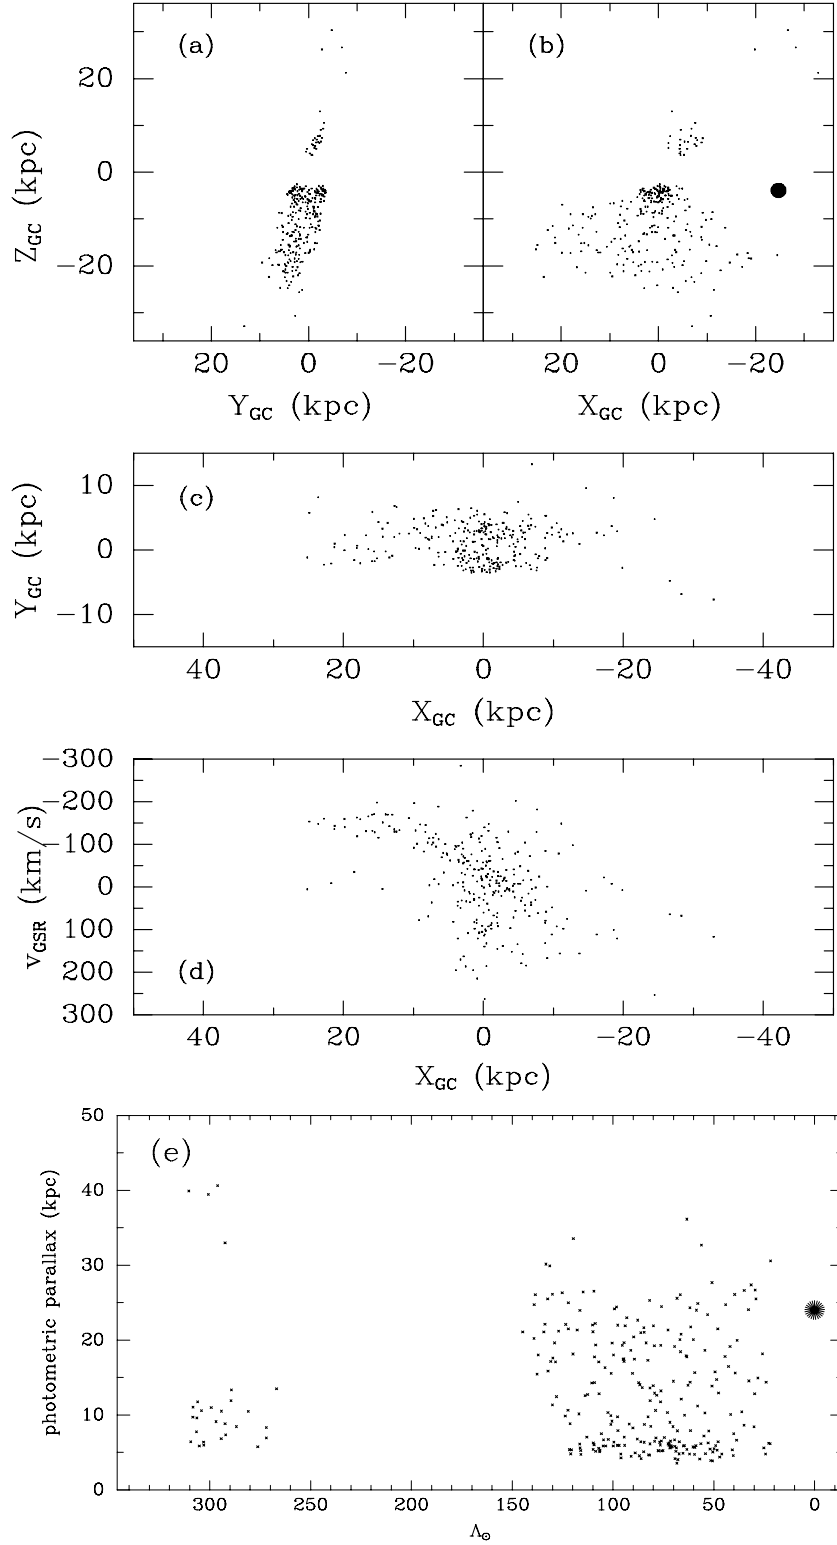 (a) (b)
20
0
−20
Z_GC (kpc)
20 0 −20 20 0 −20
Y_GC (kpc) X_GC (kpc)
(c)
10
0
−10
Y_GC (kpc)
40 20 0 −20 −40
X_GC (kpc)
−300
−200
−100
0
100
200
300
v_GSR (km/s)
(d)
40 20 0 −20 −40
X_GC (kpc)
(e)
50
40
30
20
10
0
photometric parallax (kpc)
300 250 200 150 100 50 0
Λ☉